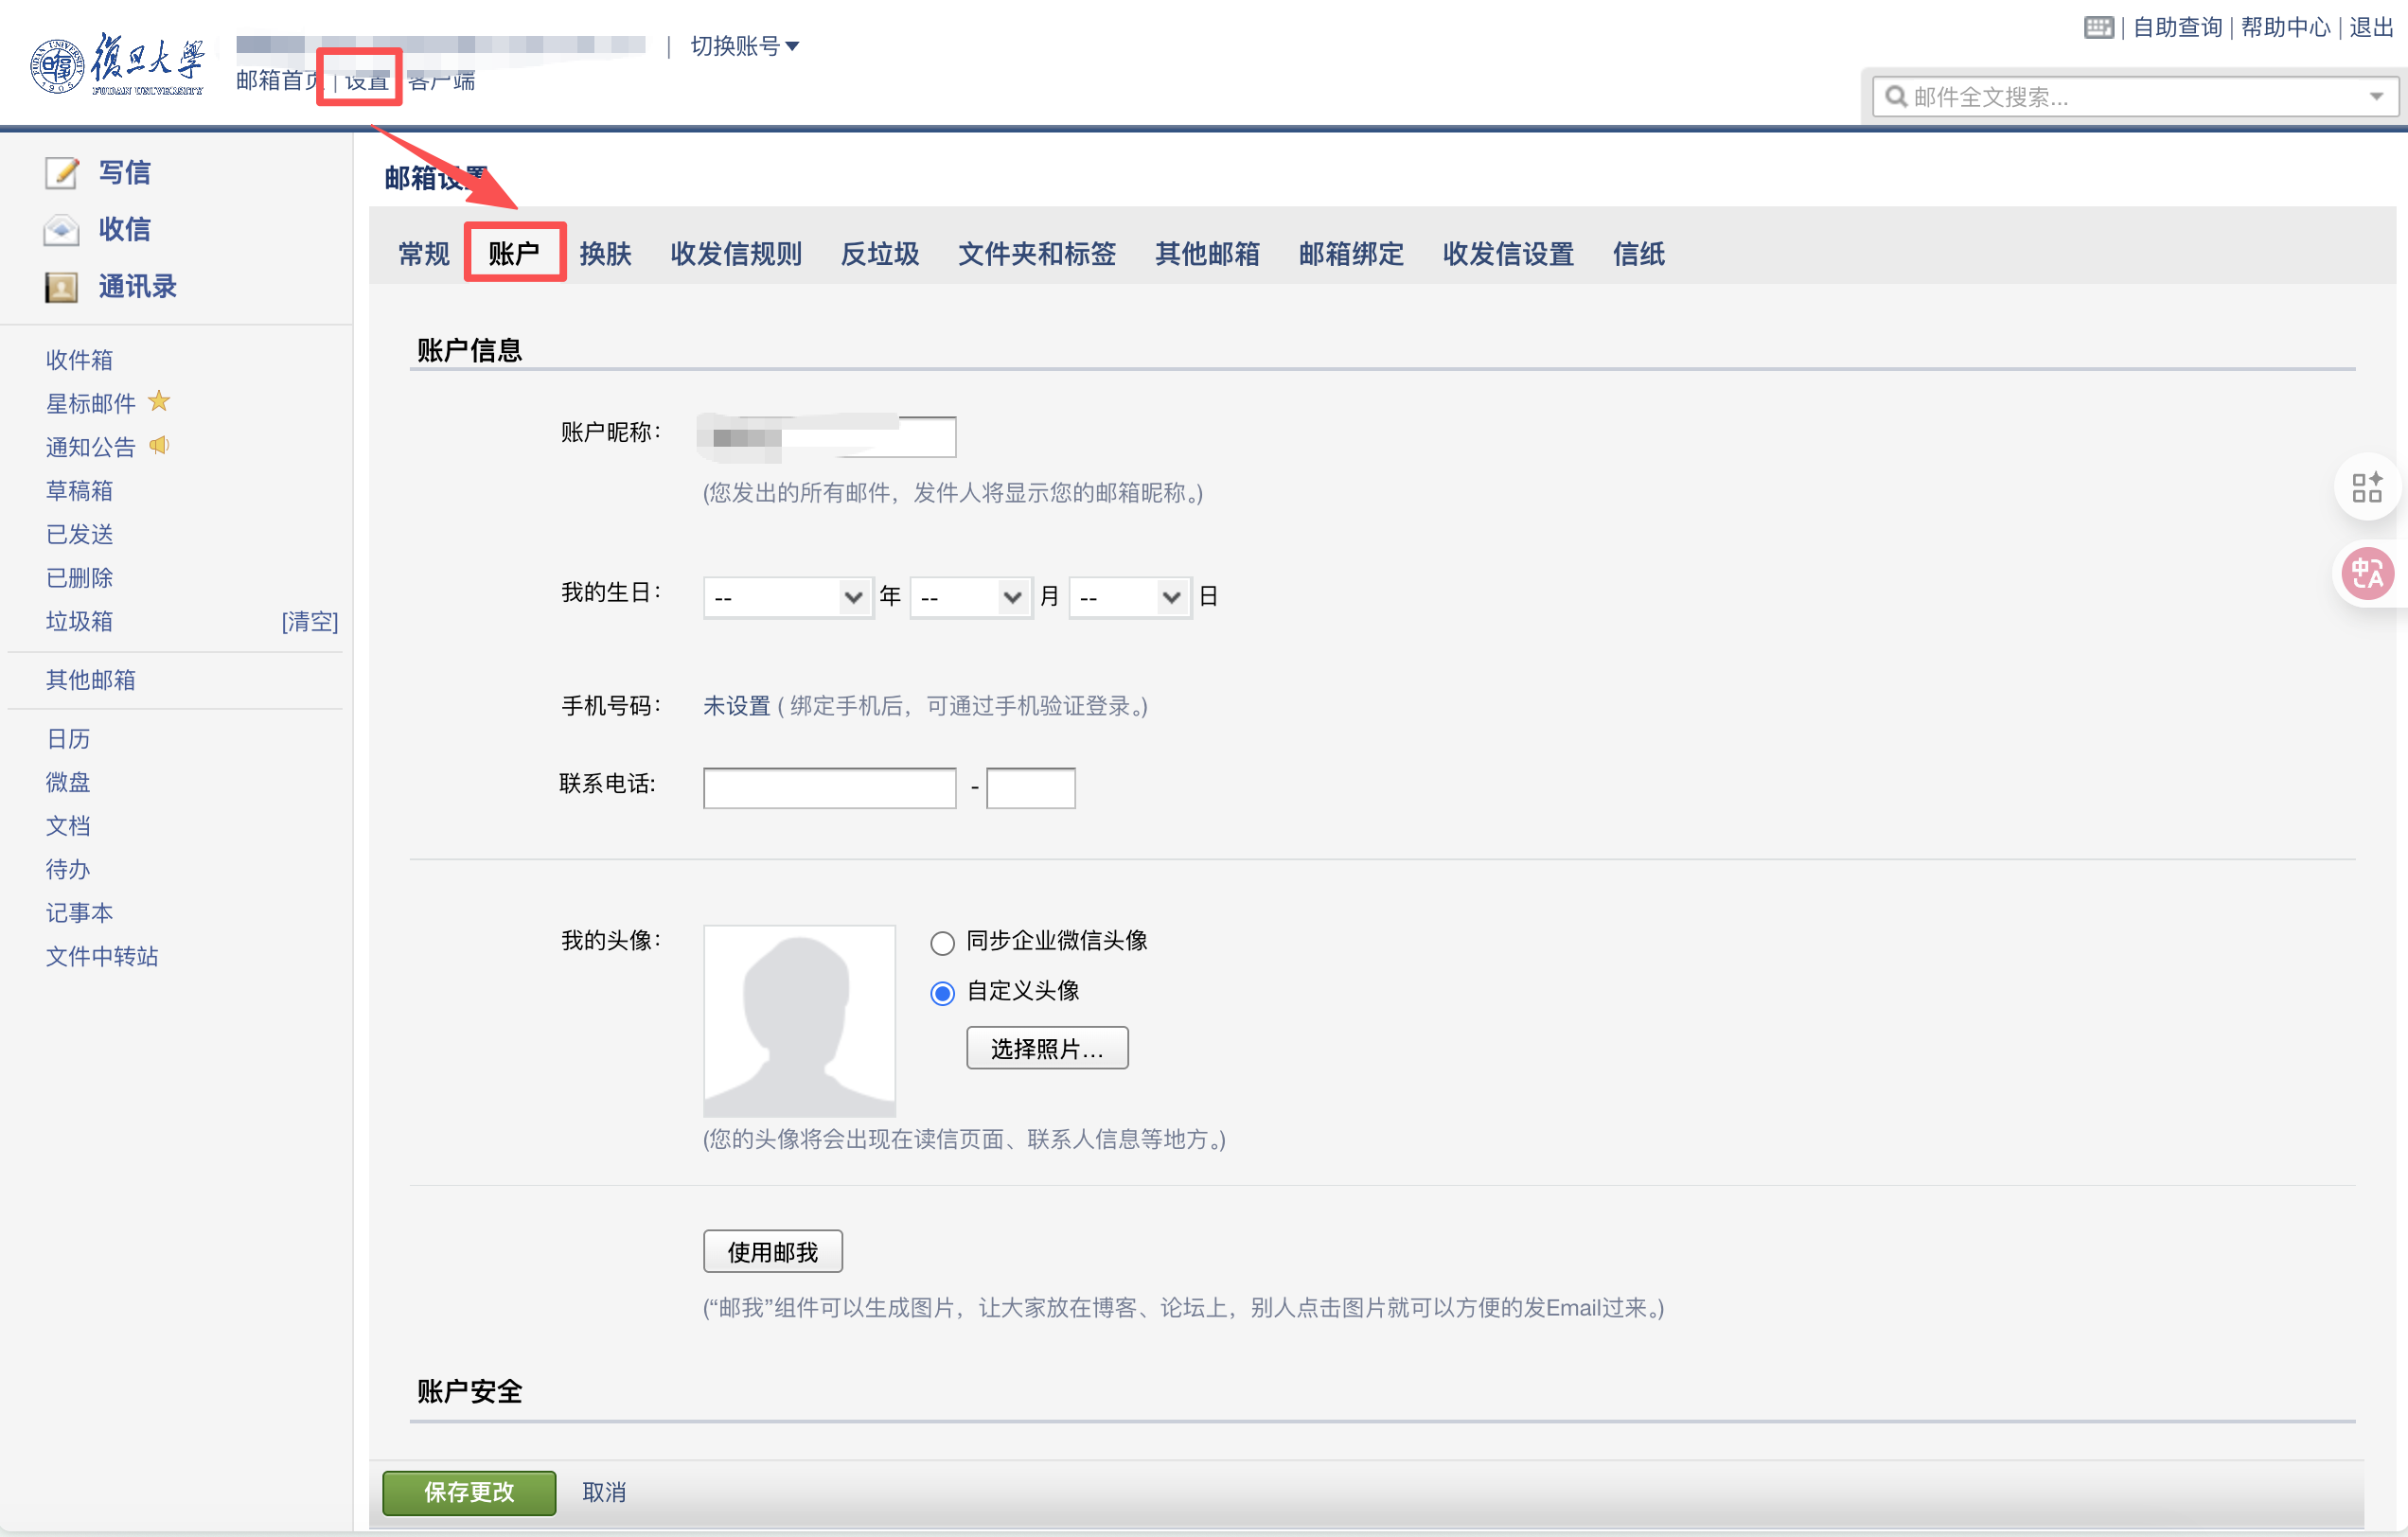 自助查询 | 帮助中心 | 退出
復旦大學
FUDAN UNIVERSITY
| 切换账号
邮箱首页 | 设置 客户端
邮件全文搜索...
写信
收信
通讯录
收件箱
星标邮件
通知公告
草稿箱
已发送
已删除
垃圾箱 [清空]
其他邮箱
日历
微盘
文档
待办
记事本
文件中转站
邮箱设置
常规 账户 换肤 收发信规则 反垃圾 文件夹和标签 其他邮箱 邮箱绑定 收发信设置 信纸
账户信息
账户昵称：
(您发出的所有邮件，发件人将显示您的邮箱昵称。)
我的生日： -- 年 -- 月 -- 日
手机号码： 未设置 ( 绑定手机后，可通过手机验证登录。)
联系电话: -
我的头像：
同步企业微信头像
自定义头像
选择照片...
(您的头像将会出现在读信页面、联系人信息等地方。)
使用邮我
(“邮我”组件可以生成图片，让大家放在博客、论坛上，别人点击图片就可以方便的发Email过来。)
账户安全
保存更改 取消
中A